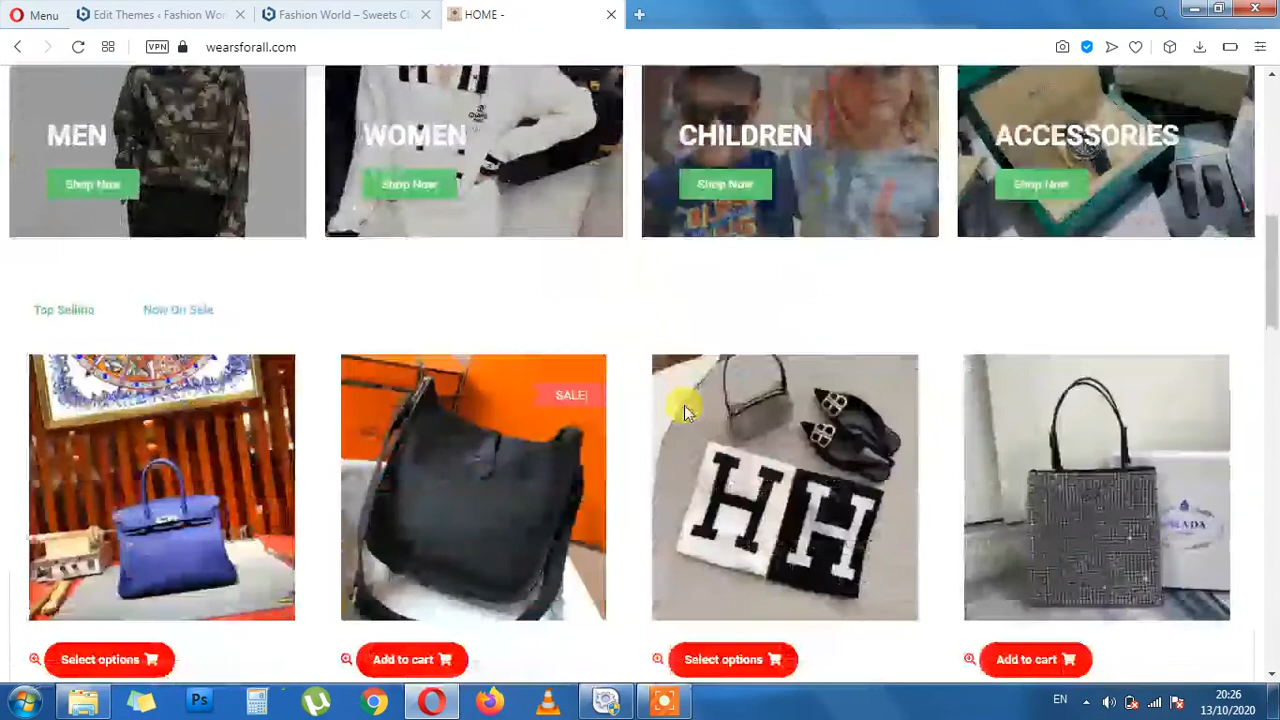 Menu
Edit Themes ‹ Fashion Wor
Fashion World – Sweets Cl
HOME -
VPN
wearsforall.com
MEN
WOMEN
CHILDREN
ACCESSORIES
Shop Now
Shop Now
Shop Now
Shop Now
Top Selling
Now On Sale
SALE!
H H
PRADA
Select options
Add to cart
Select options
Add to cart
Ps
EN
20:26
13/10/2020